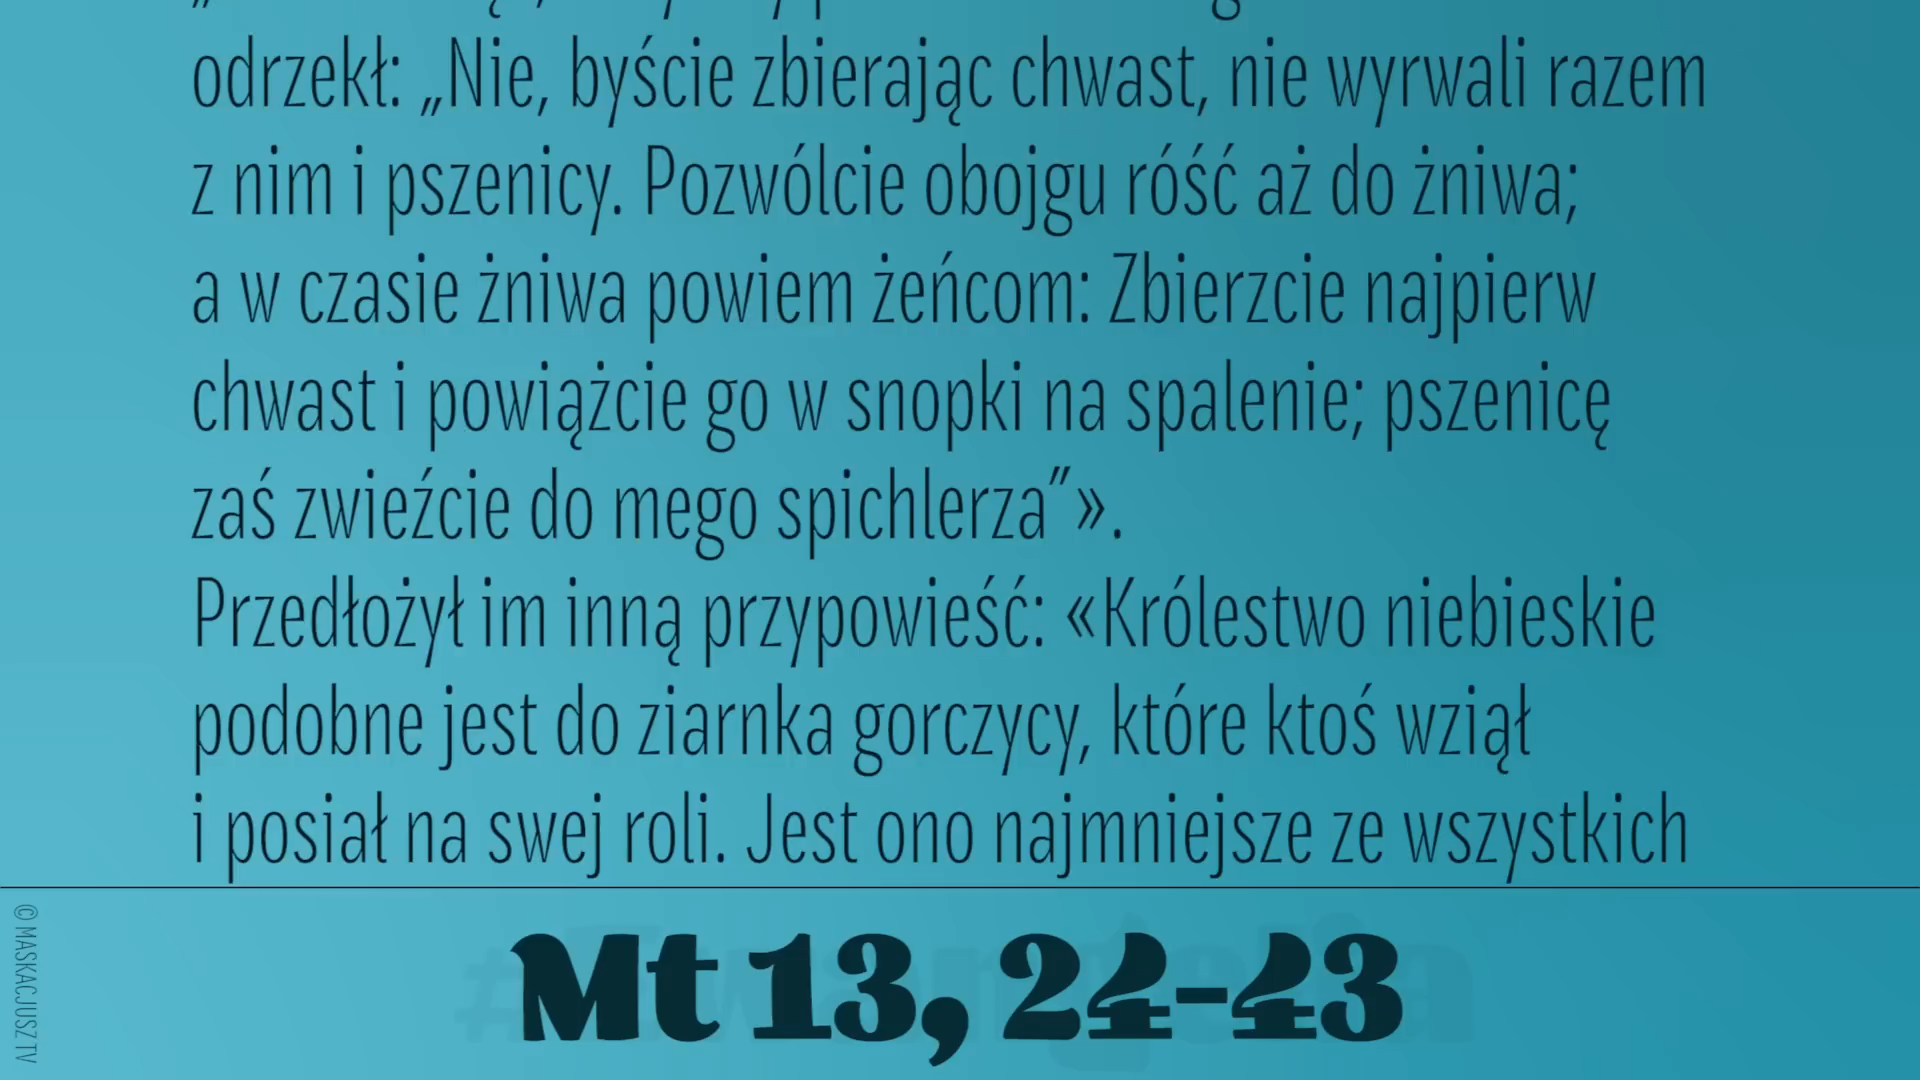 odrzekł: „Nie, byście zbierając chwast, nie wyrwali razem
z nim i pszenicy. Pozwólcie obojgu róść aż do żniwa;
a w czasie żniwa powiem żeńcom: Zbierzcie najpierw
chwast i powiążcie go w snopki na spalenie; pszenicę
zaś zwieźcie do mego spichlerza”».
Przedłożył im inną przypowieść: «Królestwo niebieskie
podobne jest do ziarnka gorczycy, które ktoś wziął
i posiał na swej roli. Jest ono najmniejsze ze wszystkich
Mt 13, 24-43
© MASKACJUSZ TV